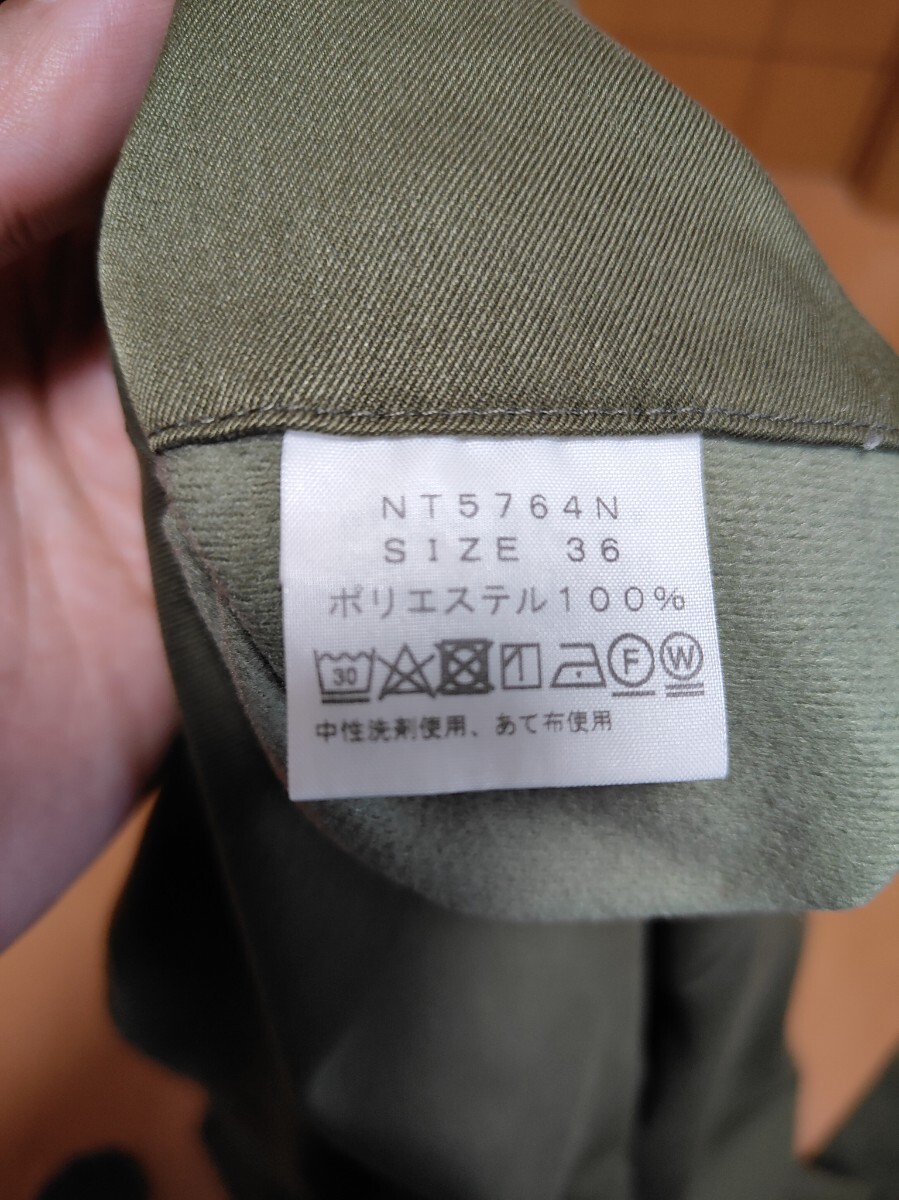 NT5764N
SIZE 36
ポリエステル100%
30 F W
中性洗剤使用、あて布使用